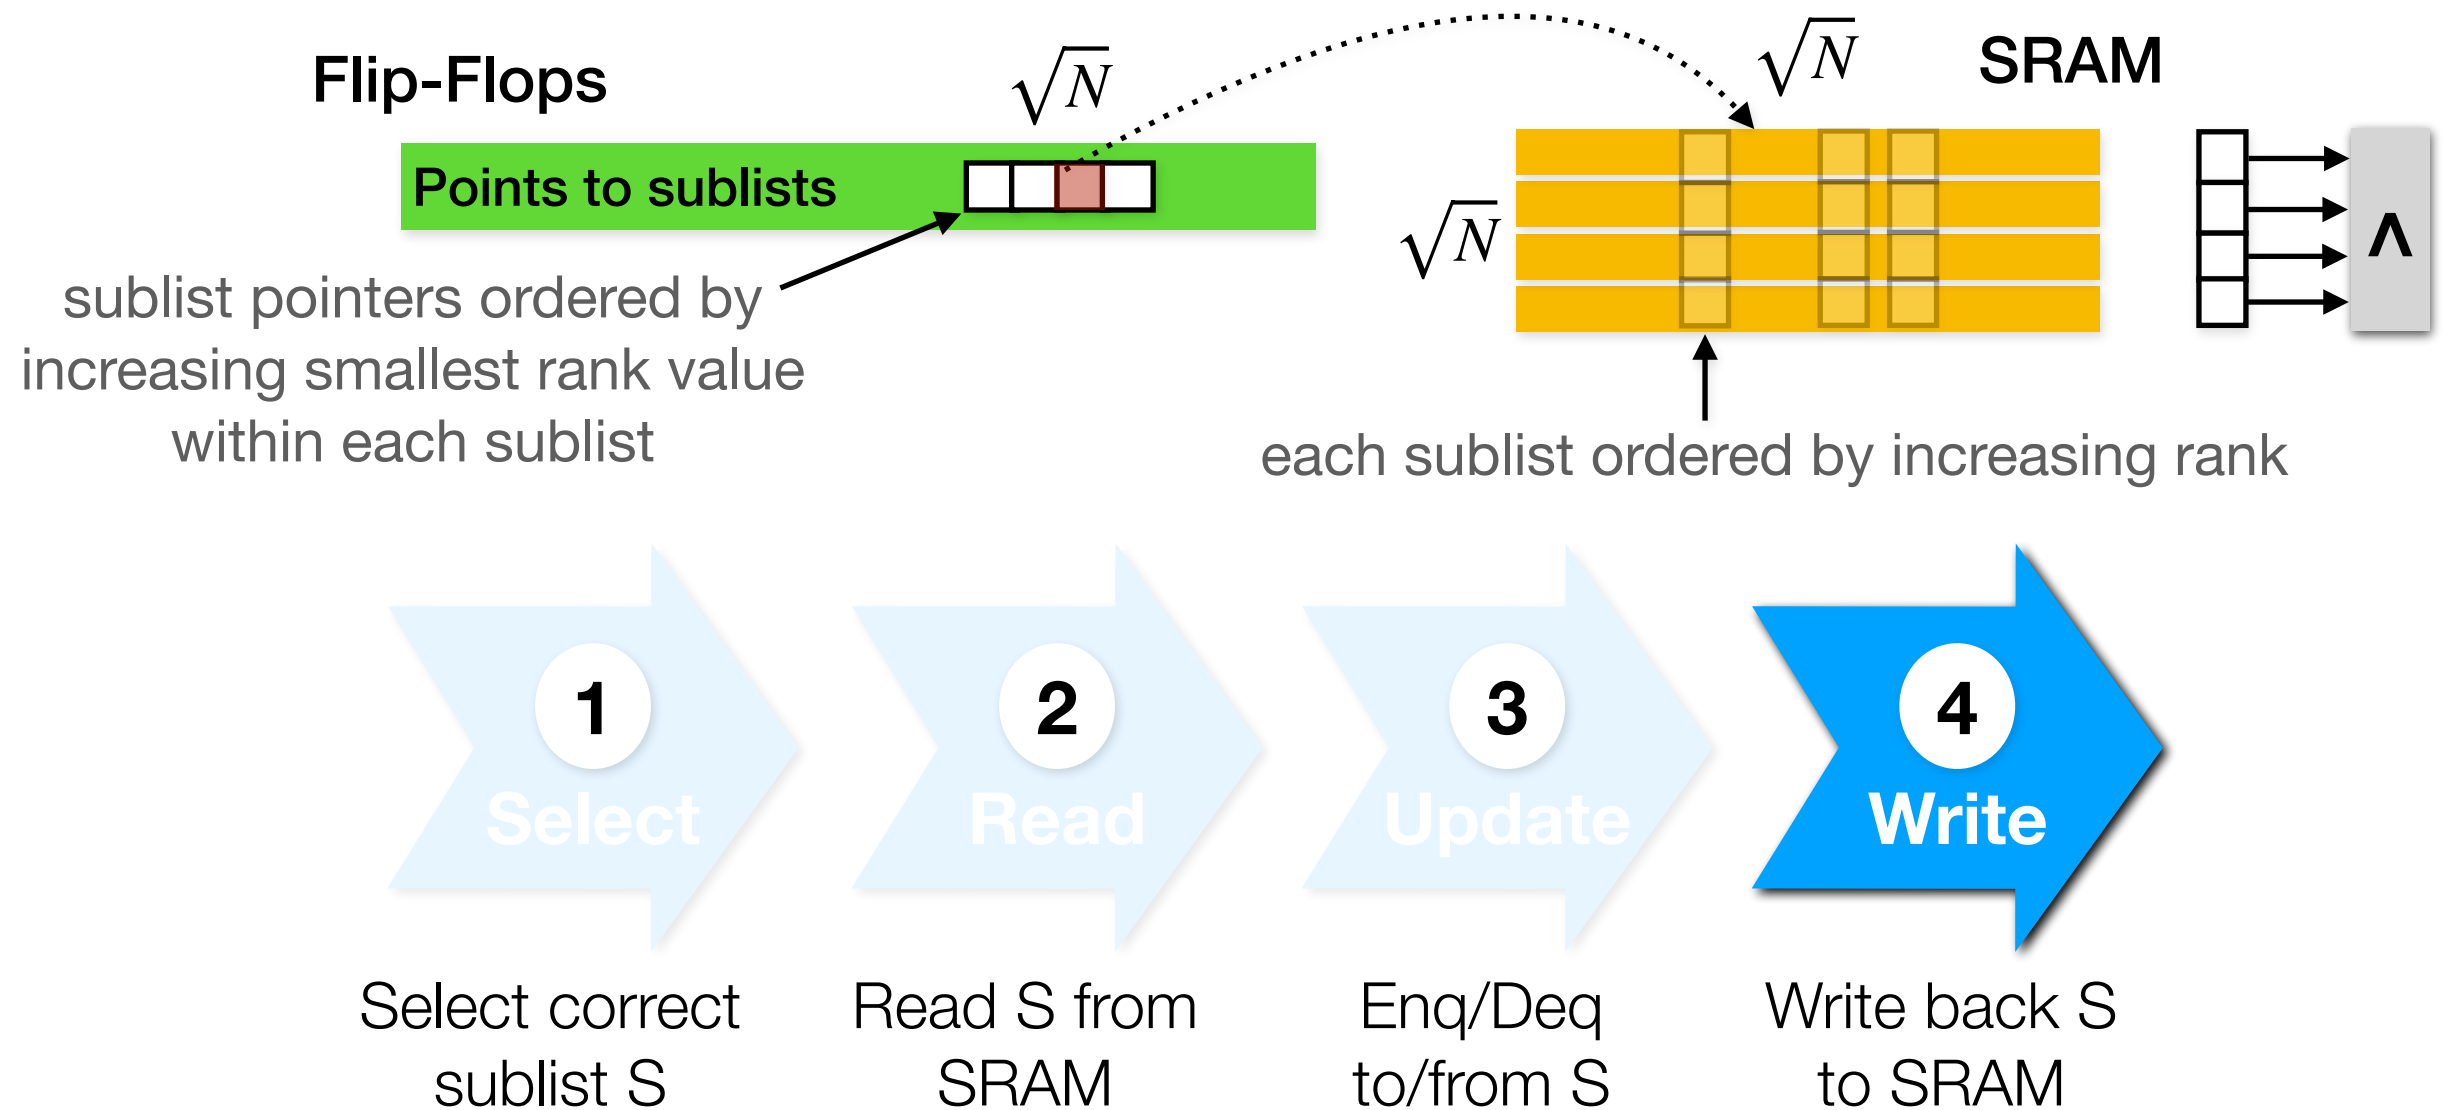 Flip-Flops
√N
√N
SRAM
Points to sublists
√N
<
sublist pointers ordered by
increasing smallest rank value
within each sublist
each sublist ordered by increasing rank
1
2
3
4
Select
Read
Update
Write
Select correct
sublist S
Read S from
SRAM
Enq/Deq
to/from S
Write back S
to SRAM